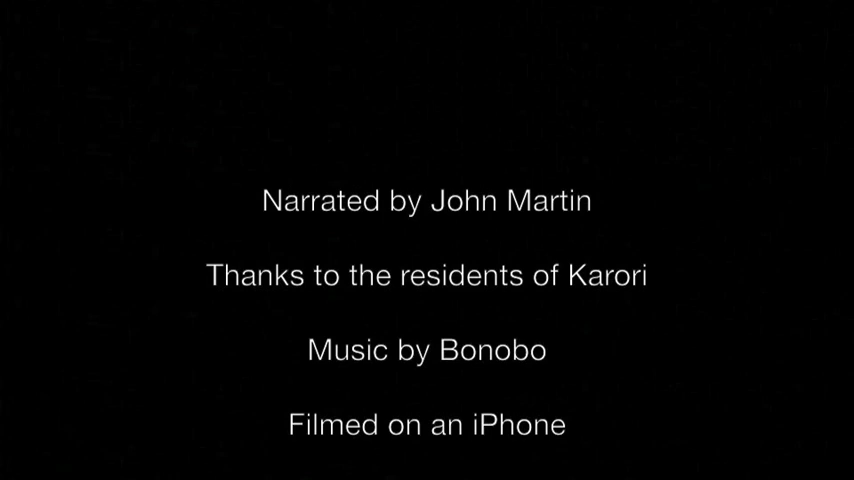 Narrated by John Martin
Thanks to the residents of Karori
Music by Bonobo
Filmed on an iPhone